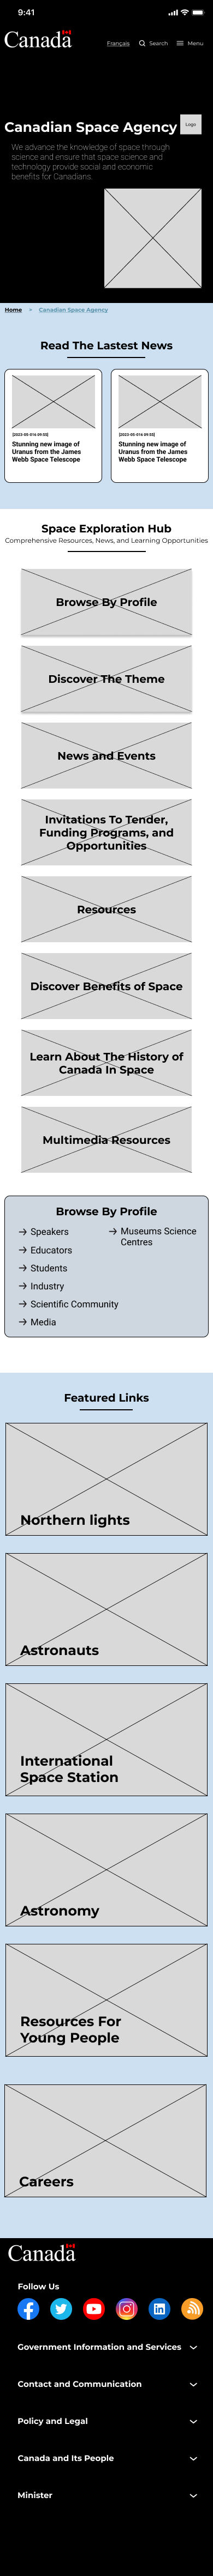 9:41
Canada
Français
Search
Menu
Canadian Space Agency
Logo
We advance the knowledge of space through
science and ensure that space science and
technology provide social and economic
benefits for Canadians.
Home > Canadian Space Agency
Read The Lastest News
[2023-05-016 09:55]
Stunning new image of
Uranus from the James
Webb Space Telescope
[2023-05-016 09:55]
Stunning new image of
Uranus from the James
Webb Space Telescope
Space Exploration Hub
Comprehensive Resources, News, and Learning Opportunities
Browse By Profile
Discover The Theme
News and Events
Invitations To Tender,
Funding Programs, and
Opportunities
Resources
Discover Benefits of Space
Learn About The History of
Canada In Space
Multimedia Resources
Browse By Profile
Speakers
Educators
Students
Industry
Scientific Community
Media
Museums Science
Centres
Featured Links
Northern lights
Astronauts
International
Space Station
Astronomy
Resources For
Young People
Careers
Canada
Follow Us
Government Information and Services
Contact and Communication
Policy and Legal
Canada and Its People
Minister